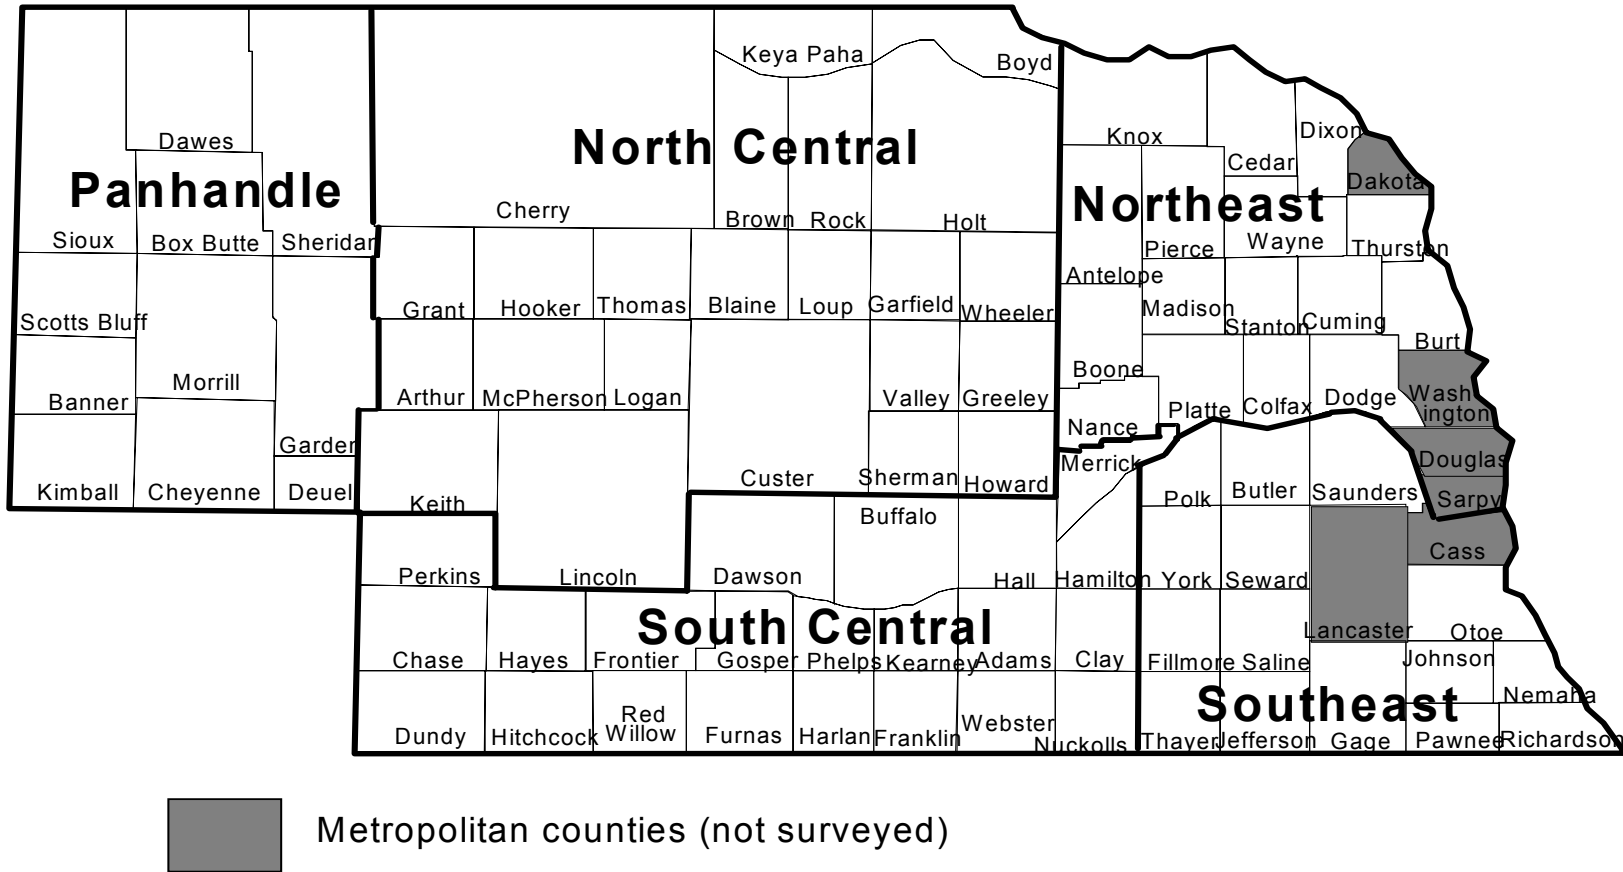 Keya Paha
Boyd
Dawes
North Central
Knox
Dixon
Cedar
Panhandle
Dakota
Northeast
Cherry
Brown
Rock
Holt
Sioux
Box Butte
Sheridan
Pierce
Wayne
Thurston
Antelope
Grant
Hooker
Thomas
Blaine
Loup
Garfield
Wheeler
Madison
Stanton
Cuming
Scotts Bluff
Burt
Banner
Morrill
Arthur
McPherson
Logan
Valley
Greeley
Boone
Platte
Colfax
Dodge
Wash
ington
Nance
Garden
Merrick
Douglas
Kimball
Cheyenne
Deuel
Keith
Custer
Sherman
Howard
Polk
Butler
Saunders
Sarpy
Buffalo
Cass
Perkins
Lincoln
Dawson
Hall
Hamilton
York
Seward
South Central
Lancaster
Otoe
Chase
Hayes
Frontier
Gosper
Phelps
Kearney
Adams
Clay
Fillmore
Saline
Johnson
Southeast
Nemaha
Dundy
Hitchcock
Red
Willow
Furnas
Harlan
Franklin
Webster
Nuckolls
Thayer
Jefferson
Gage
Pawnee
Richardson
Metropolitan counties (not surveyed)